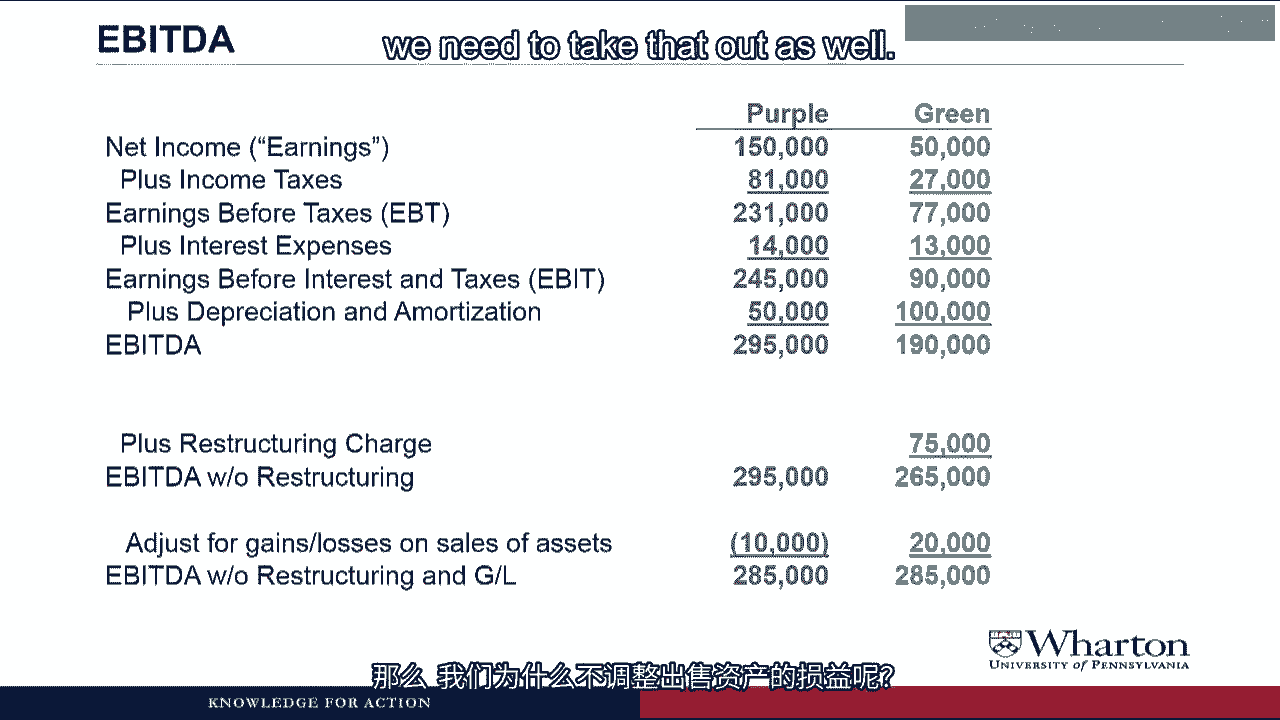 EBITDA
we need to take that out as well.
Purple Green
Net Income (“Earnings”) 150,000 50,000
Plus Income Taxes 81,000 27,000
Earnings Before Taxes (EBT) 231,000 77,000
Plus Interest Expenses 14,000 13,000
Earnings Before Interest and Taxes (EBIT) 245,000 90,000
Plus Depreciation and Amortization 50,000 100,000
EBITDA 295,000 190,000
Plus Restructuring Charge 75,000
EBITDA w/o Restructuring 295,000 265,000
Adjust for gains/losses on sales of assets (10,000) 20,000
EBITDA w/o Restructuring and G/L 285,000 285,000
Wharton
UNIVERSITY of PENNSYLVANIA
那么 我们为什么不调整出售资产的损益呢?
KNOWLEDGE FOR ACTION